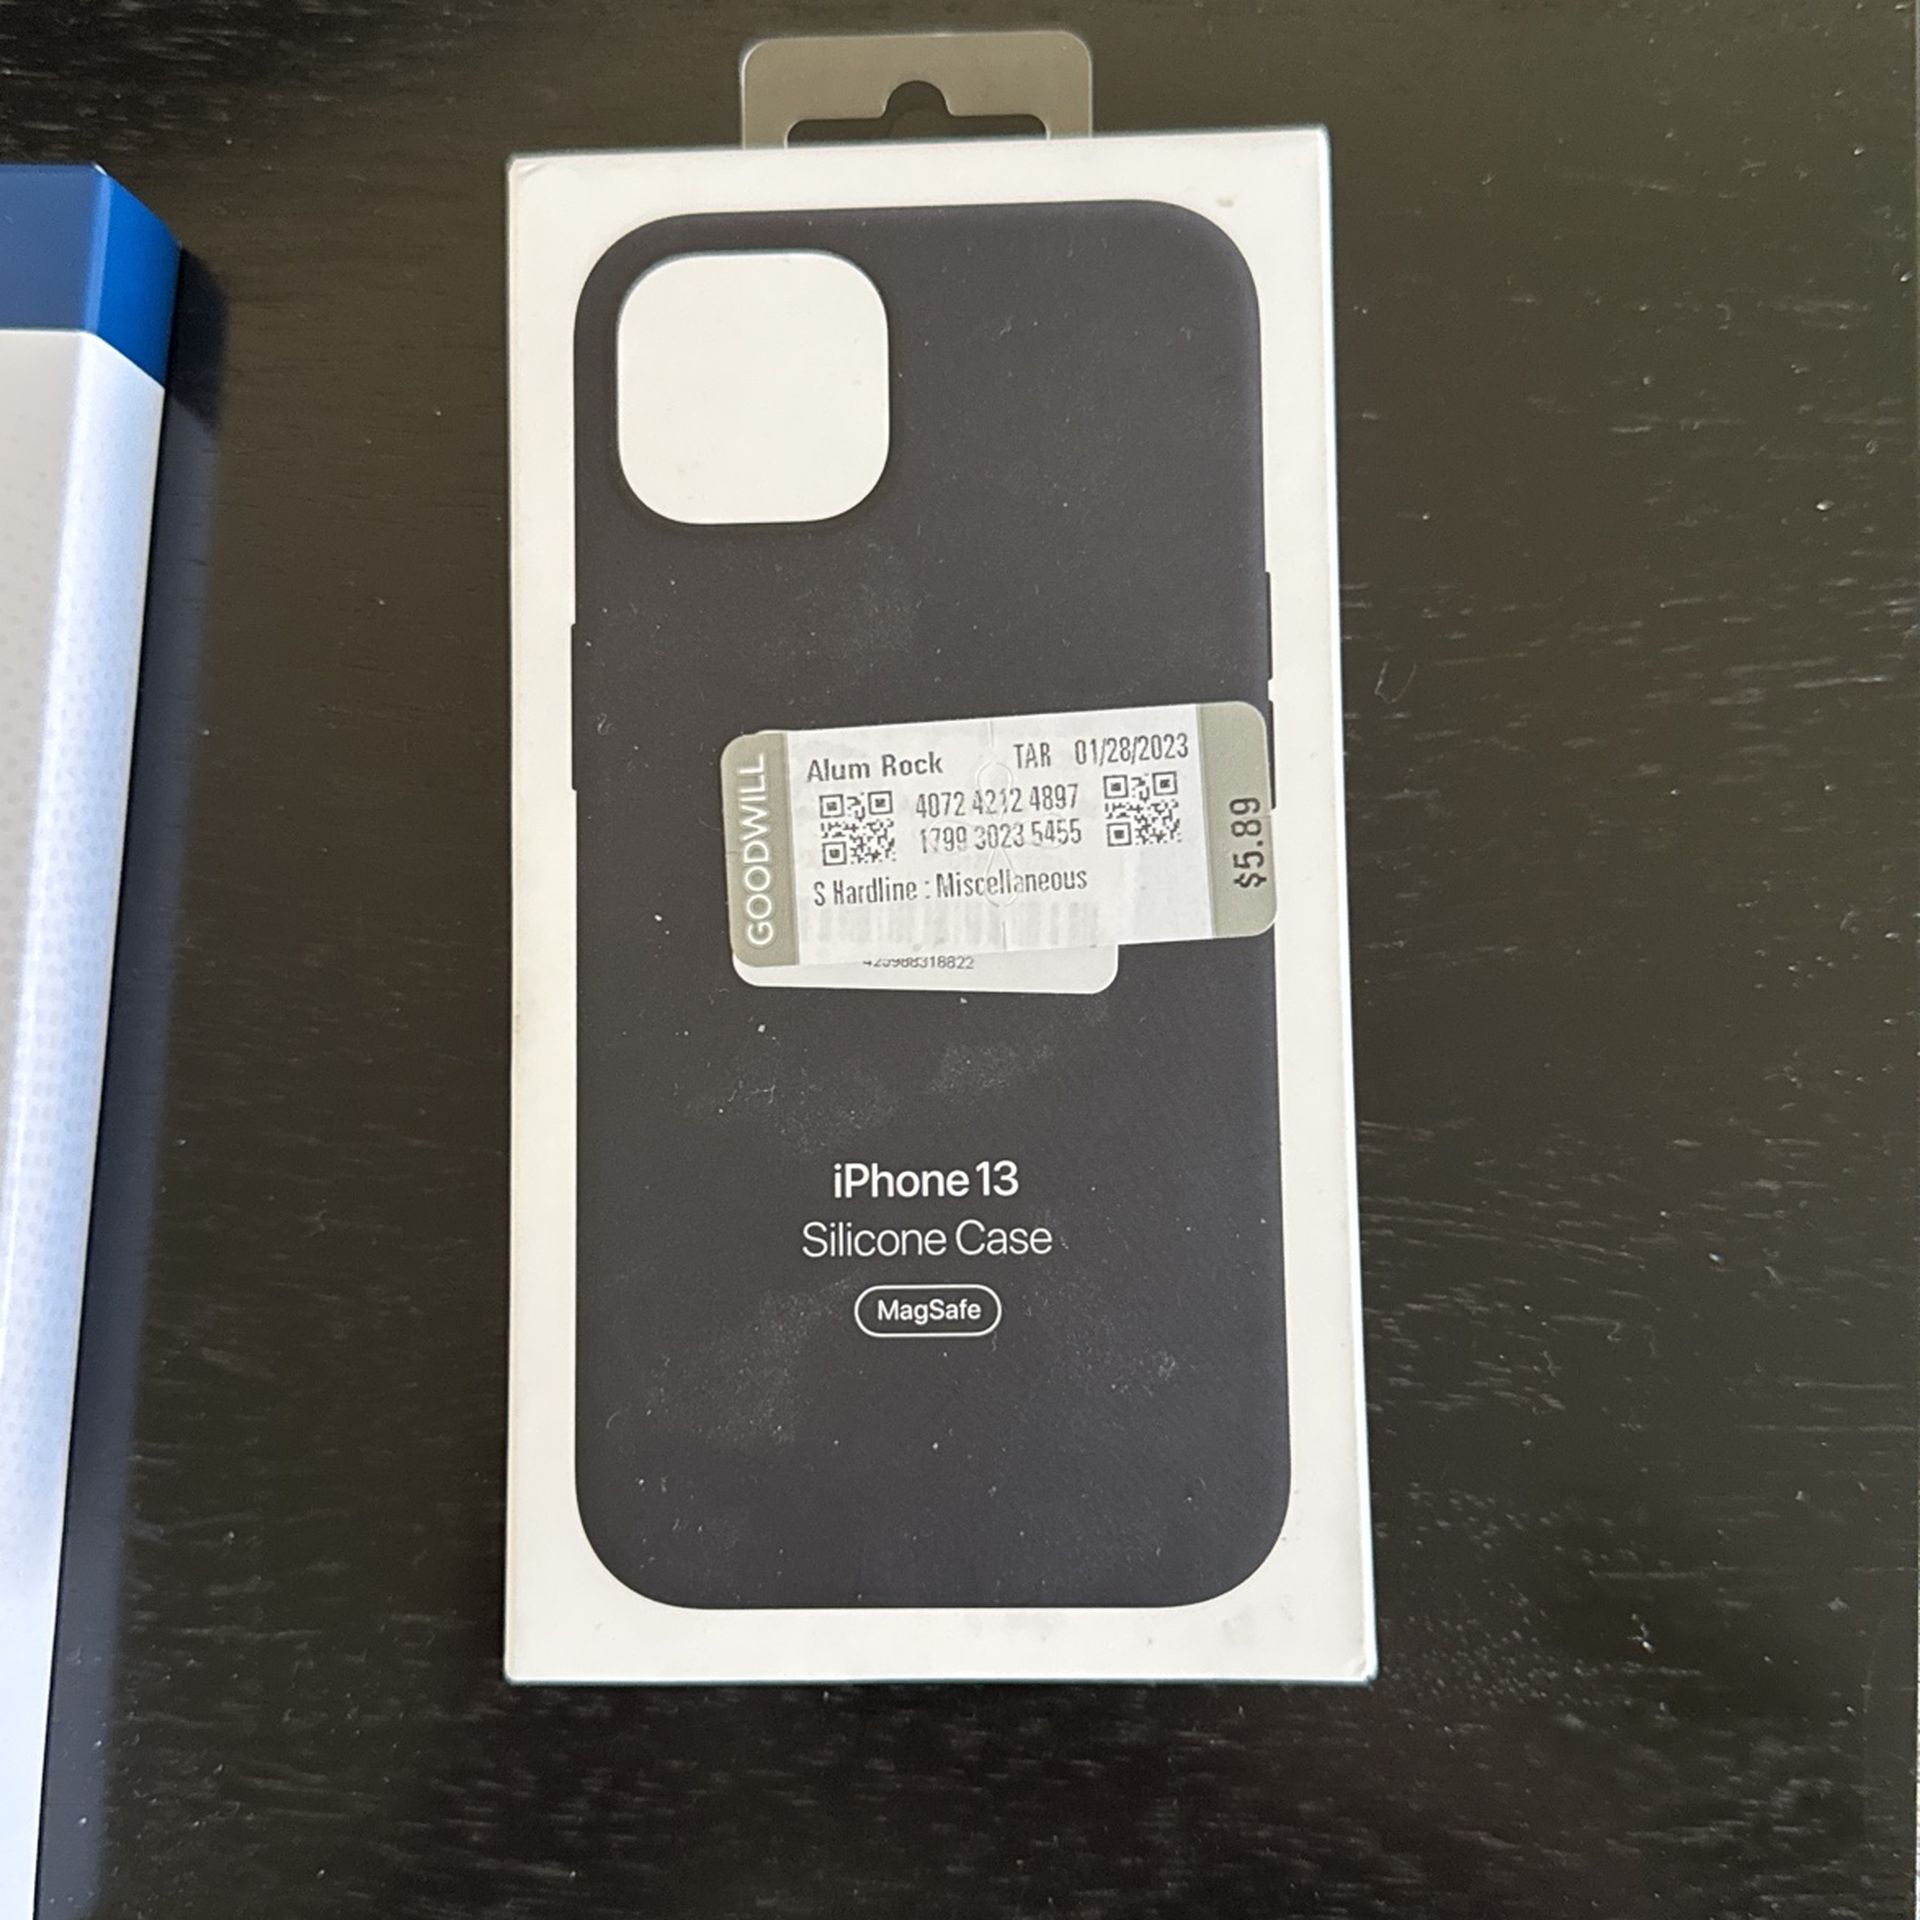 GOODWILL
Alum Rock TAR 01/28/2023
4072 4212 4897
1799 3023 5455
S Hardline : Miscellaneous
$5.89
iPhone 13
Silicone Case
MagSafe